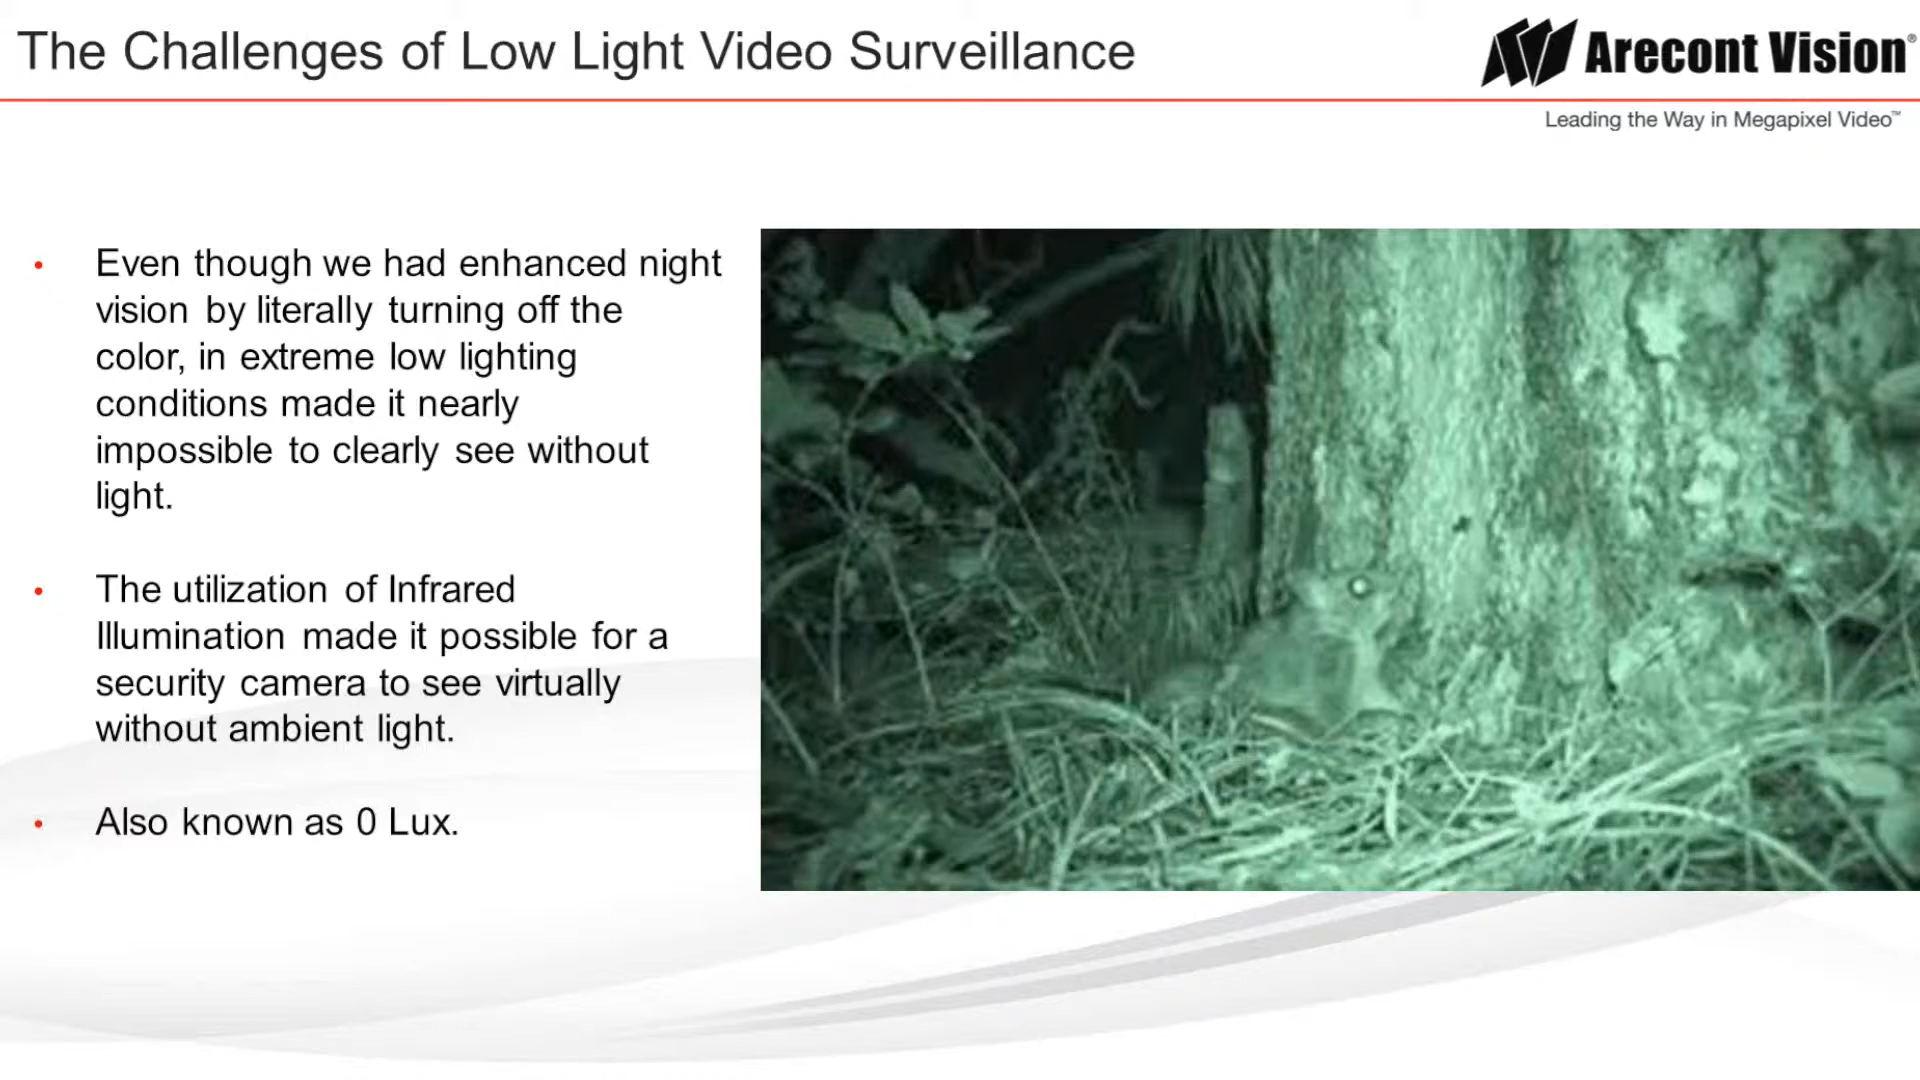 The Challenges of Low Light Video Surveillance
Arecont Vision®
Leading the Way in Megapixel Video™
• Even though we had enhanced night
vision by literally turning off the
color, in extreme low lighting
conditions made it nearly
impossible to clearly see without
light.
• The utilization of Infrared
Illumination made it possible for a
security camera to see virtually
without ambient light.
• Also known as 0 Lux.